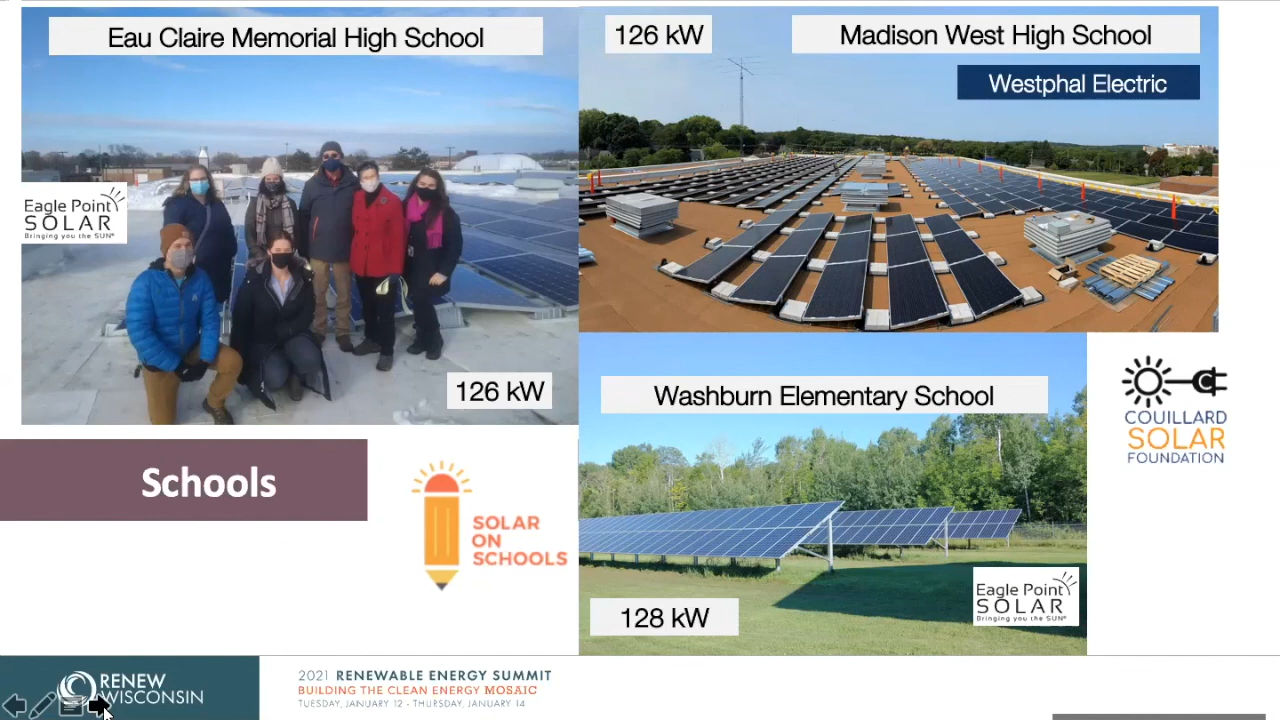 Eau Claire Memorial High School
Eagle Point
SOLAR
Bringing you the SUN®
126 kW
126 kW
Madison West High School
Westphal Electric
Washburn Elementary School
128 kW
Eagle Point
SOLAR
Bringing you the SUN®
COUILLARD
SOLAR
FOUNDATION
Schools
SOLAR
ON
SCHOOLS
RENEW
WISCONSIN
2021 RENEWABLE ENERGY SUMMIT
BUILDING THE CLEAN ENERGY MOSAIC
TUESDAY, JANUARY 12 - THURSDAY, JANUARY 14